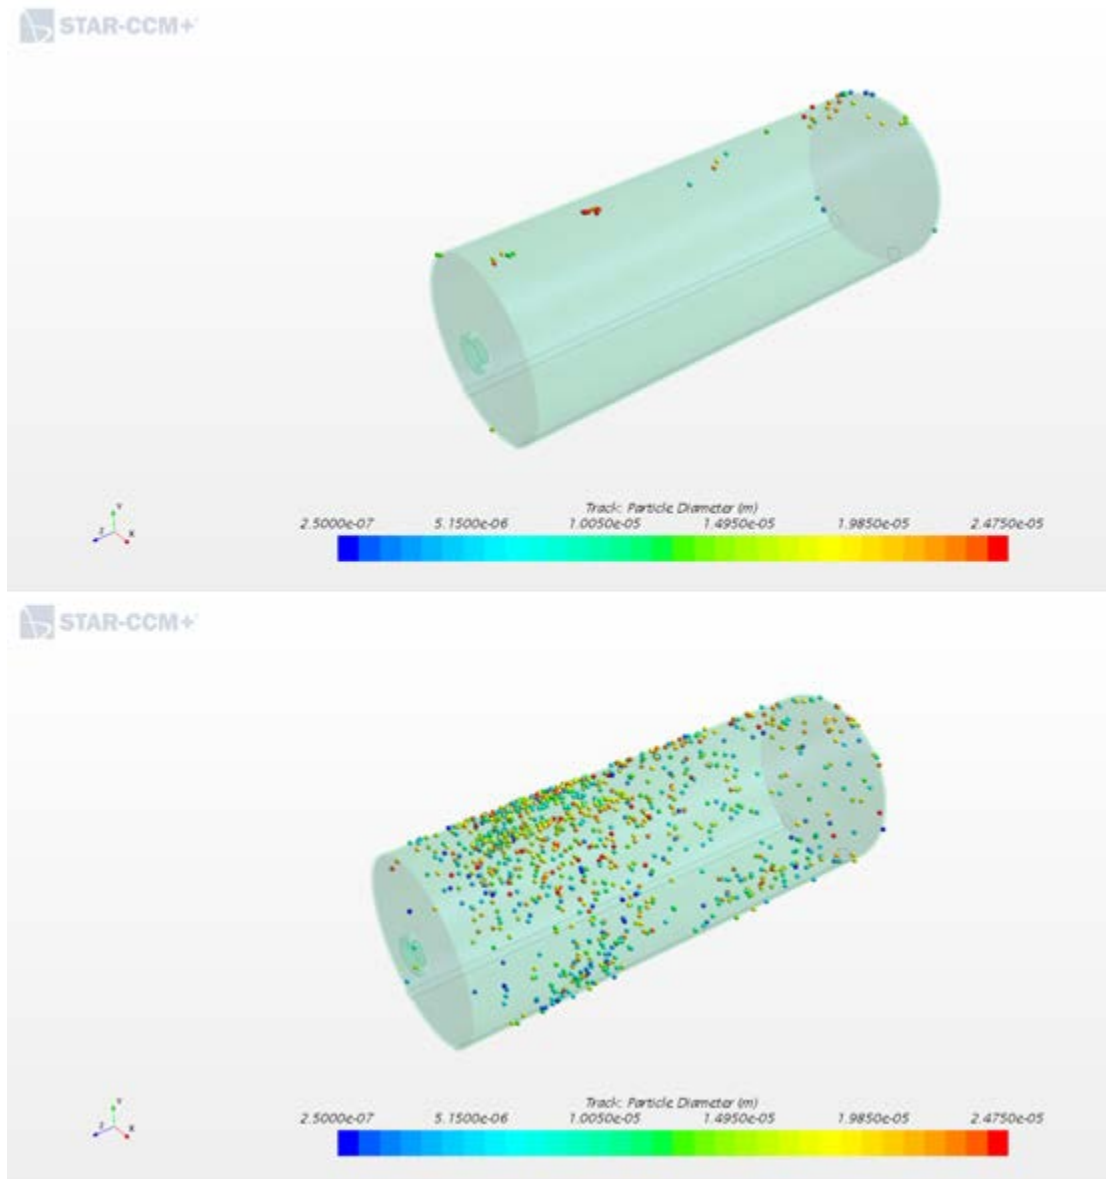 STAR-CCM+
Y
Z X
Track: Particle Diameter (m)
2.5000e-07 5.1500e-06 1.0050e-05 1.4950e-05 1.9850e-05 2.4750e-05
STAR-CCM+
Y
Z X
Track: Particle Diameter (m)
2.5000e-07 5.1500e-06 1.0050e-05 1.4950e-05 1.9850e-05 2.4750e-05